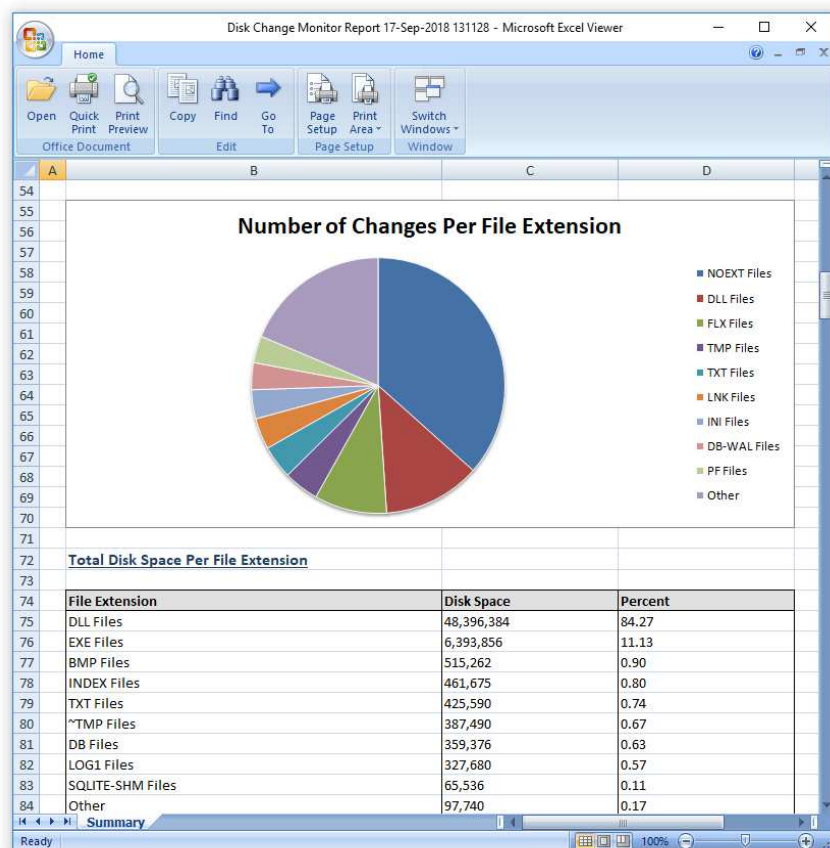 Disk Change Monitor Report 17-Sep-2018 131128 - Microsoft Excel Viewer
Home
Open Quick Print Print Preview Copy Find Go To Page Setup Print Area Switch Windows
Office Document Edit Page Setup Window
A B C D
54
55
56
57
58
59
60
61
62
63
64
65
66
67
68
69
70
Number of Changes Per File Extension
NOEXT Files
DLL Files
FLX Files
TMP Files
TXT Files
LNK Files
INI Files
DB-WAL Files
PF Files
Other
71
72 Total Disk Space Per File Extension
73
74 File Extension Disk Space Percent
75 DLL Files 48,396,384 84.27
76 EXE Files 6,393,856 11.13
77 BMP Files 515,262 0.90
78 INDEX Files 461,675 0.80
79 TXT Files 425,590 0.74
80 ~TMP Files 387,490 0.67
81 DB Files 359,376 0.63
82 LOG1 Files 327,680 0.57
83 SQLITE-SHM Files 65,536 0.11
84 Other 97,740 0.17
Summary
Ready 100%